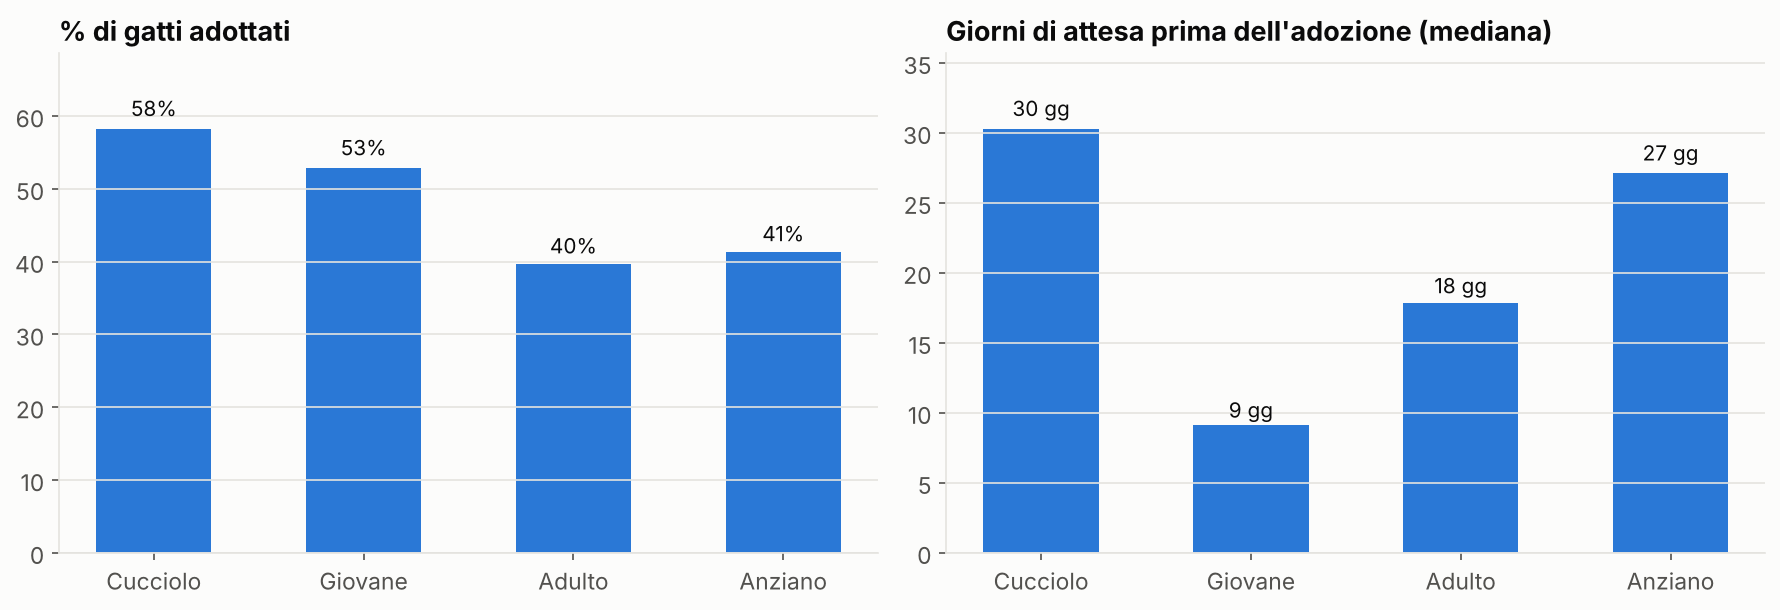 % di gatti adottati
60
50
40
30
20
10
0
58%
53%
40%
41%
Cucciolo
Giovane
Adulto
Anziano
Giorni di attesa prima dell'adozione (mediana)
35
30
25
20
15
10
5
0
30 gg
9 gg
18 gg
27 gg
Cucciolo
Giovane
Adulto
Anziano